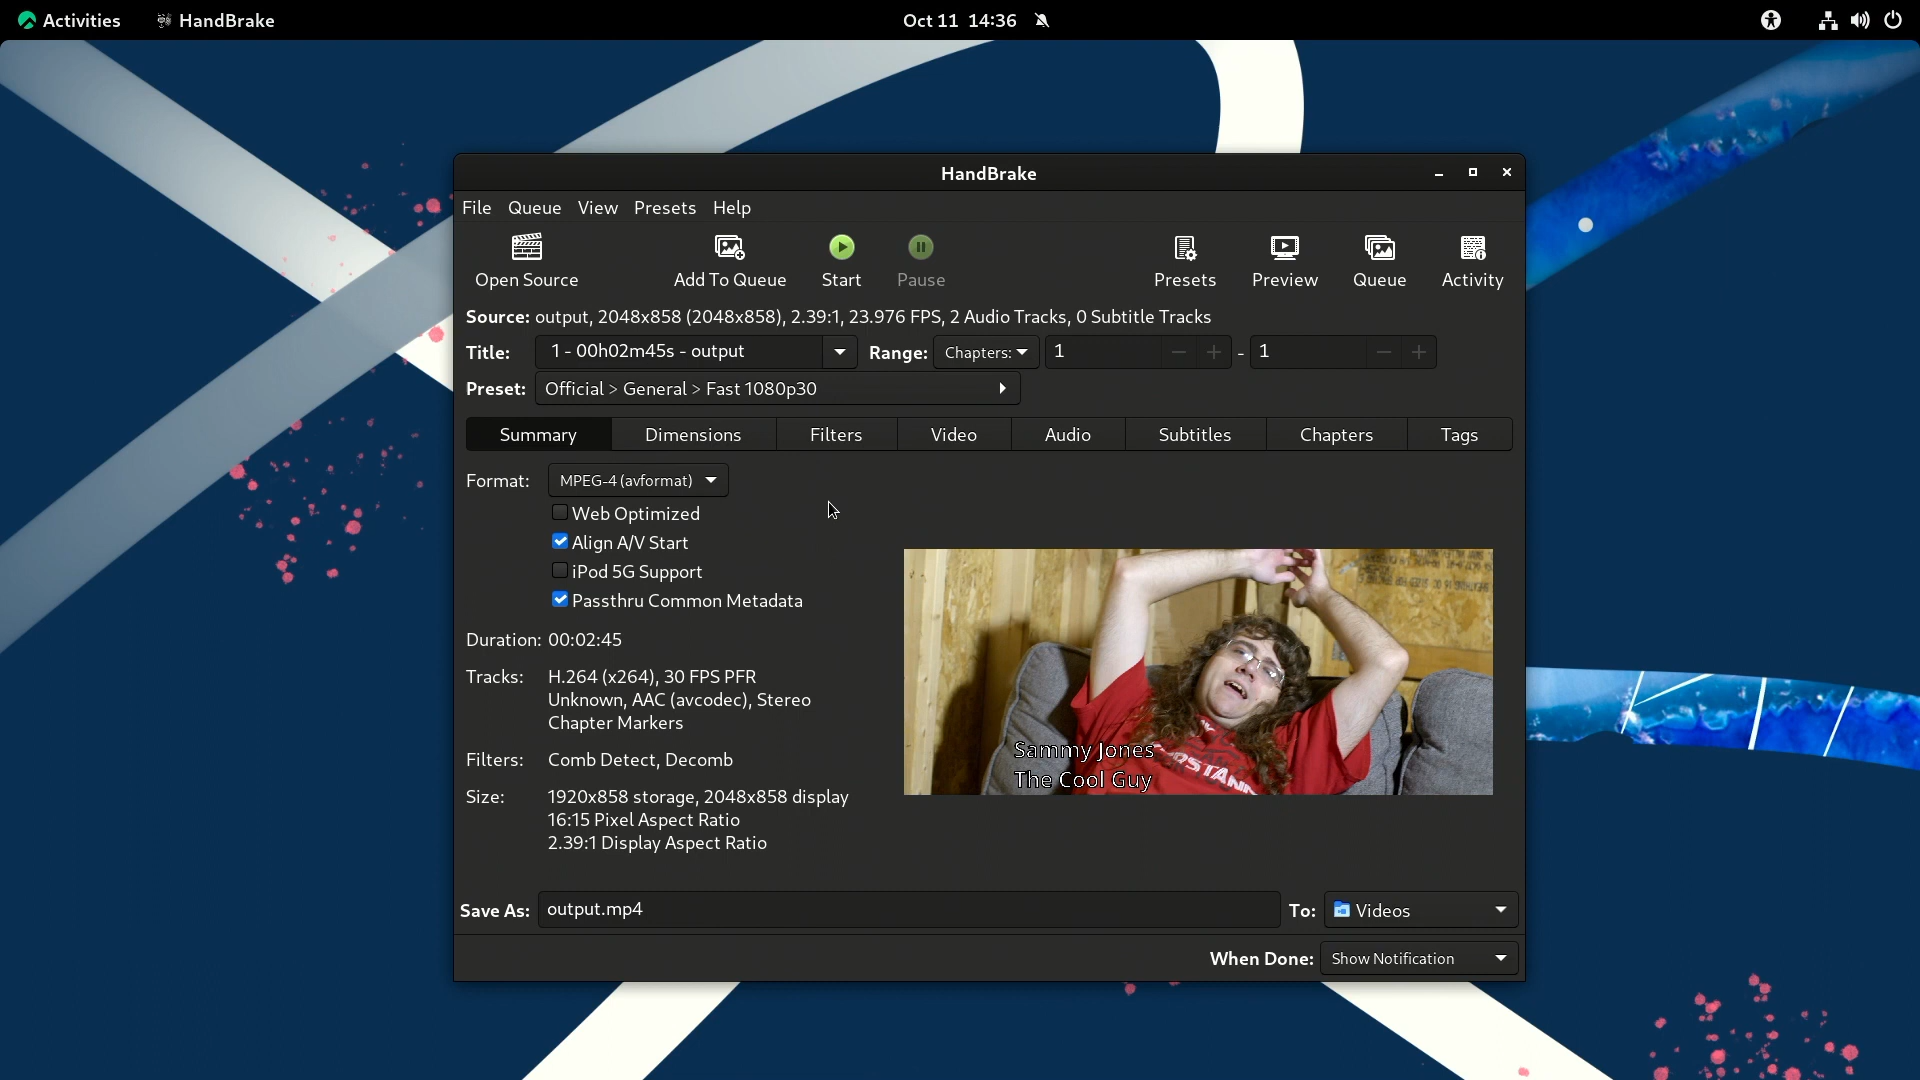 Activities HandBrake Oct 11 14:36
HandBrake
File Queue View Presets Help
Open Source Add To Queue Start Pause Presets Preview Queue Activity
Source: output, 2048x858 (2048x858), 2.39:1, 23.976 FPS, 2 Audio Tracks, 0 Subtitle Tracks
Title: 1 - 00h02m45s - output Range: Chapters: 1 - 1
Preset: Official > General > Fast 1080p30
Summary Dimensions Filters Video Audio Subtitles Chapters Tags
Format: MPEG-4 (avformat)
Web Optimized
Align A/V Start
iPod 5G Support
Passthru Common Metadata
Duration: 00:02:45
Tracks: H.264 (x264), 30 FPS PFR
Unknown, AAC (avcodec), Stereo
Chapter Markers
Filters: Comb Detect, Decomb
Size: 1920x858 storage, 2048x858 display
16:15 Pixel Aspect Ratio
2.39:1 Display Aspect Ratio
Sammy Jones
The Cool Guy
Save As: output.mp4 To: Videos
When Done: Show Notification